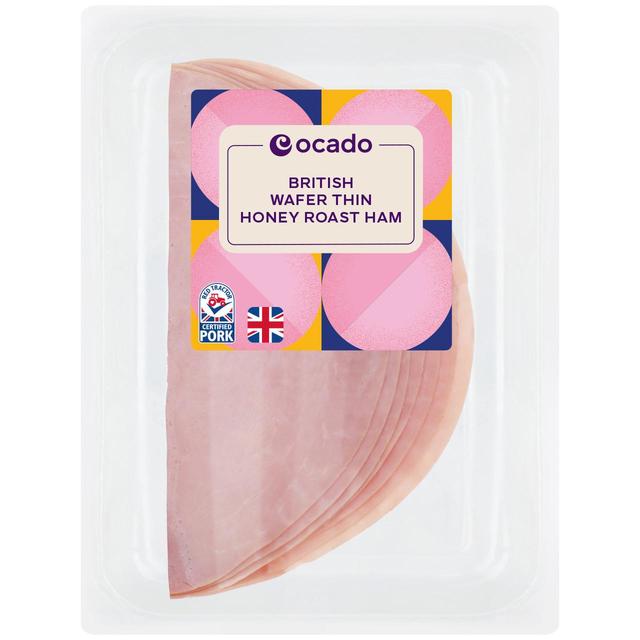 ocado
BRITISH
WAFER THIN
HONEY ROAST HAM
RED TRACTOR
CERTIFIED
PORK